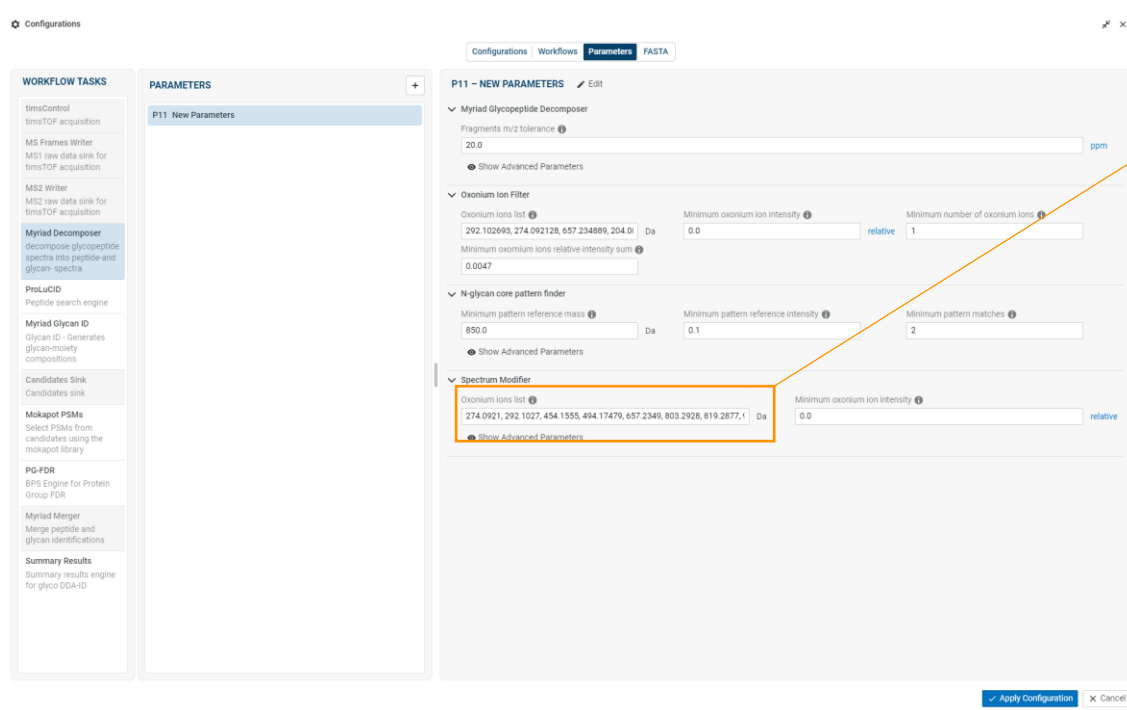 Configurations
Configurations Workflows Parameters FASTA
WORKFLOW TASKS
timsControl
timsTOF acquisition
MS Frames Writer
MS1 raw data sink for
timsTOF acquisition
MS2 Writer
MS2 raw data sink for
timsTOF acquisition
Myriad Decomposer
decompose glycopeptide
spectra into peptide-and
glycan- spectra
ProLuCID
Peptide search engine
Myriad Glycan ID
Glycan ID - Generates
glycan-moiety
compositions
Candidates Sink
Candidates sink
Mokapot PSMs
Select PSMs from
candidates using the
mokapot library
PG-FDR
BPS Engine for Protein
Group FDR
Myriad Merger
Merge peptide and
glycan identifications
Summary Results
Summary results engine
for glyco DDA-ID
PARAMETERS +
P11 New Parameters
P11 – NEW PARAMETERS Edit
Myriad Glycopeptide Decomposer
Fragments m/z tolerance
20.0 ppm
Show Advanced Parameters
Oxonium Ion Filter
Oxonium ions list Minimum oxonium ion intensity Minimum number of oxonium ions
292.102693, 274.092128, 657.234889, 204.0 Da 0.0 relative 1
Minimum oxomium ions relative intensity sum
0.0047
N-glycan core pattern finder
Minimum pattern reference mass Minimum pattern reference intensity Minimum pattern matches
850.0 Da 0.1 2
Show Advanced Parameters
Spectrum Modifier
Oxonium ions list Minimum oxonium ion intensity
274.0921, 292.1027, 454.1555, 494.17479, 657.2349, 803.2928, 819.2877, Da 0.0 relative
Show Advanced Parameters
Apply Configuration Cancel